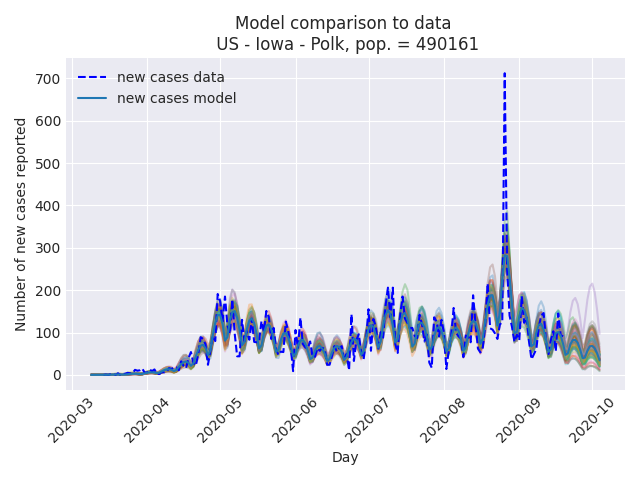 Model comparison to data
US - Iowa - Polk, pop. = 490161
new cases data
new cases model
Number of new cases reported
700
600
500
400
300
200
100
0
2020-03
2020-04
2020-05
2020-06
2020-07
2020-08
2020-09
2020-10
Day